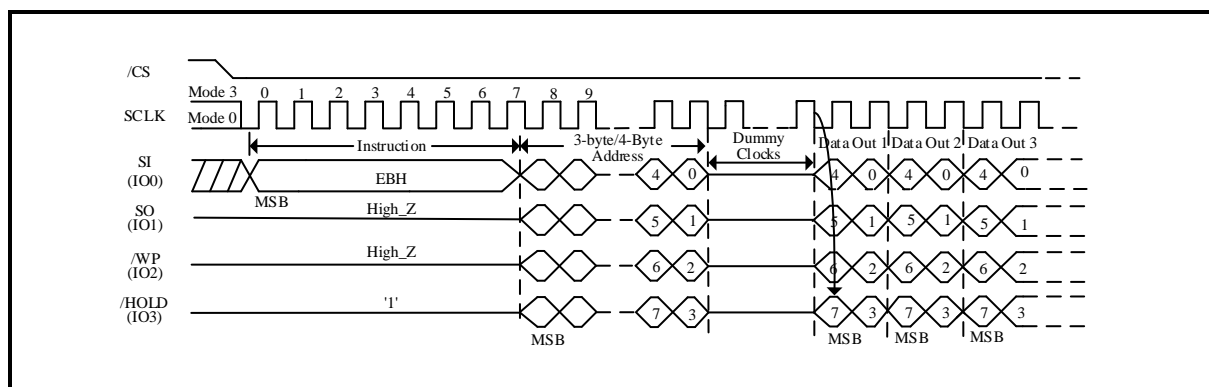 /CS
Mode 3 0 1 2 3 4 5 6 7 8 9
SCLK
Mode 0
Instruction
3-byte/4-Byte
Address
Dummy
Clocks
Data Out 1 Data Out 2 Data Out 3
SI
(IO0)
EBH 4 0 4 0 4 0 4 0
MSB
SO
(IO1)
High_Z 5 1 5 1 5 1 5 1
/WP
(IO2)
High_Z 6 2 6 2 6 2 6 2
/HOLD
(IO3)
'1' 7 3 7 3 7 3 7 3
MSB MSB MSB MSB